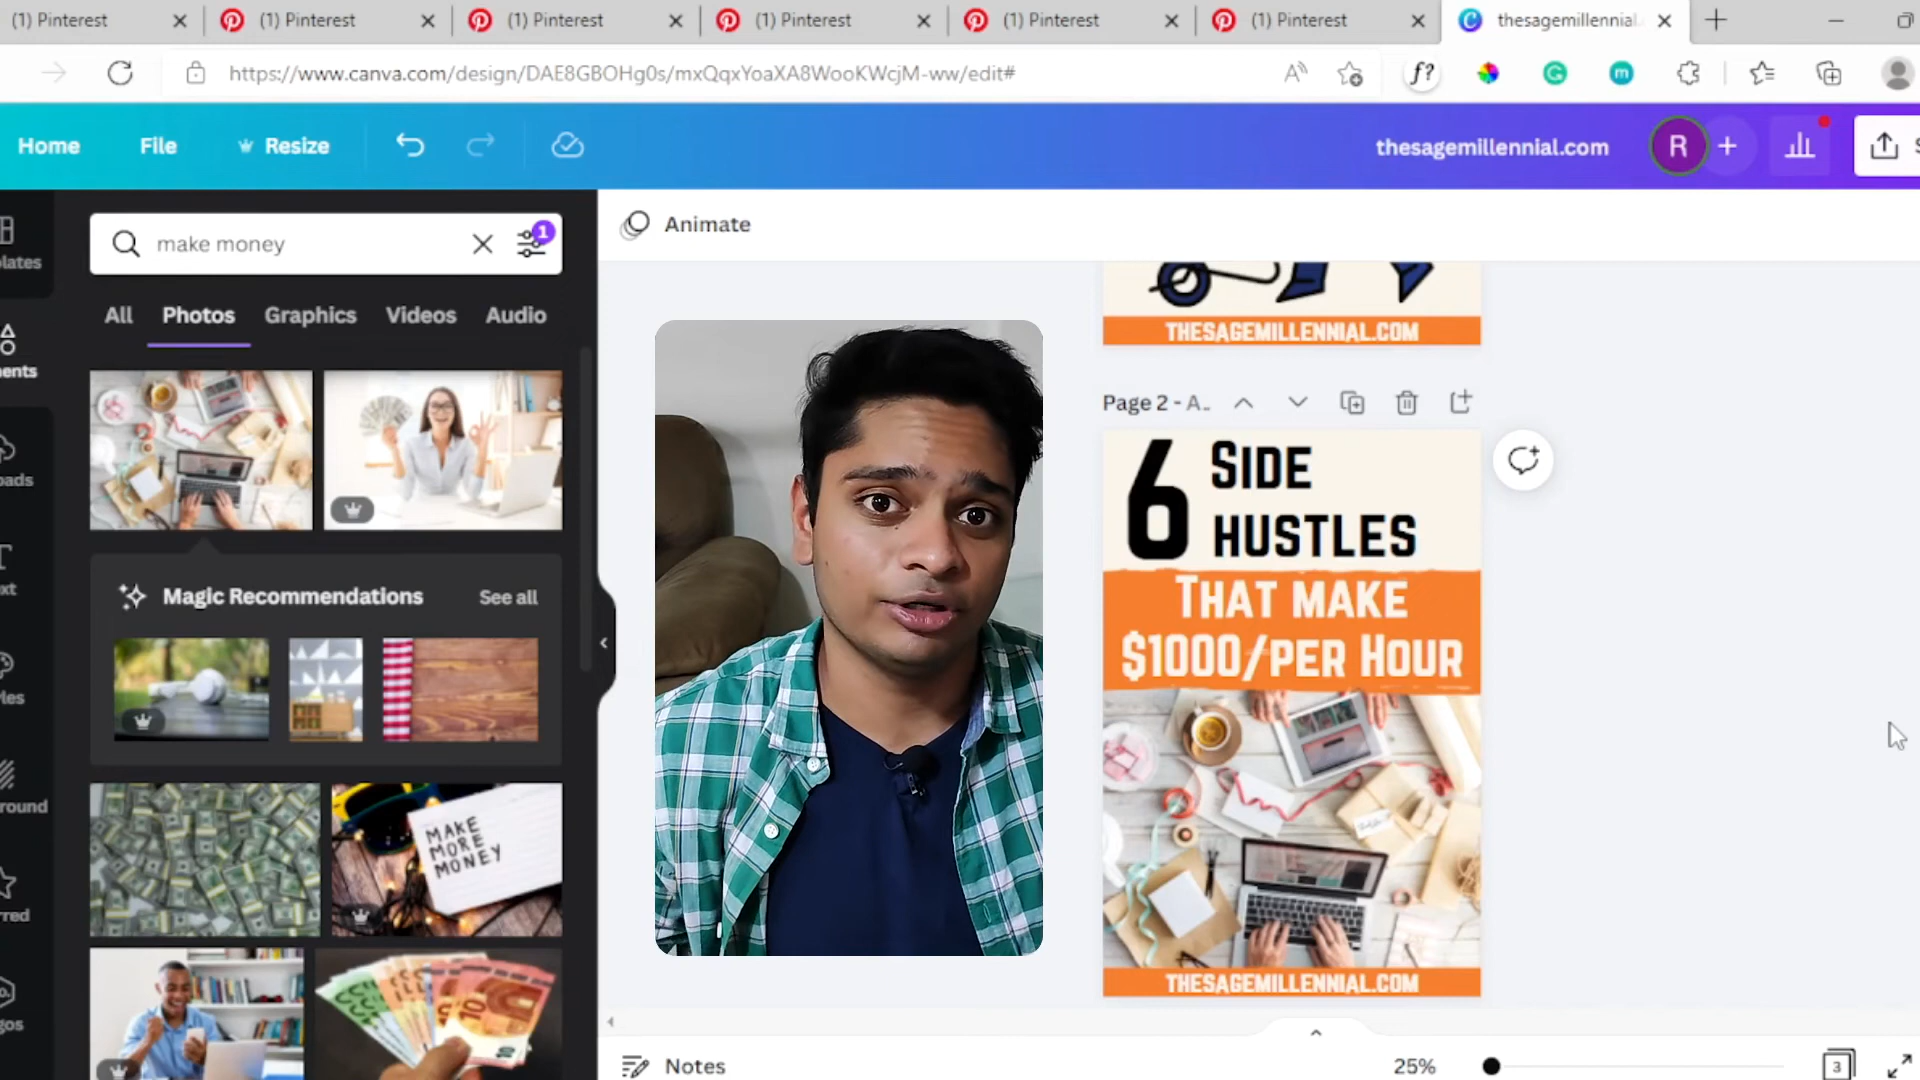 (1) Pinterest
(1) Pinterest
(1) Pinterest
(1) Pinterest
(1) Pinterest
(1) Pinterest
thesagemillennial.
https://www.canva.com/design/DAE8GBOHg0s/mxQqxYoaXA8WooKWcjM-ww/edit#
Home
File
Resize
thesagemillennial.com
R
make money
1
All
Photos
Graphics
Videos
Audio
Animate
THESAGEMILLENNIAL.COM
Page 2 - A..
6 SIDE
HUSTLES
THAT MAKE
$1000/PER HOUR
THESAGEMILLENNIAL.COM
Magic Recommendations
See all
MAKE
MORE
MONEY
10
10
Notes
25%
3